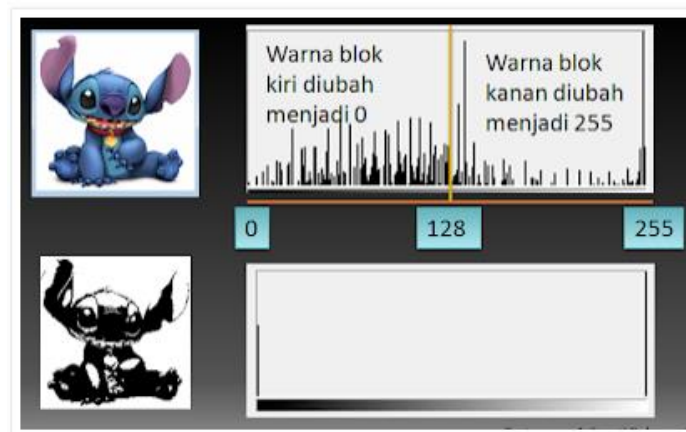 Warna blok
kiri diubah
menjadi 0
Warna blok
kanan diubah
menjadi 255
0
128
255